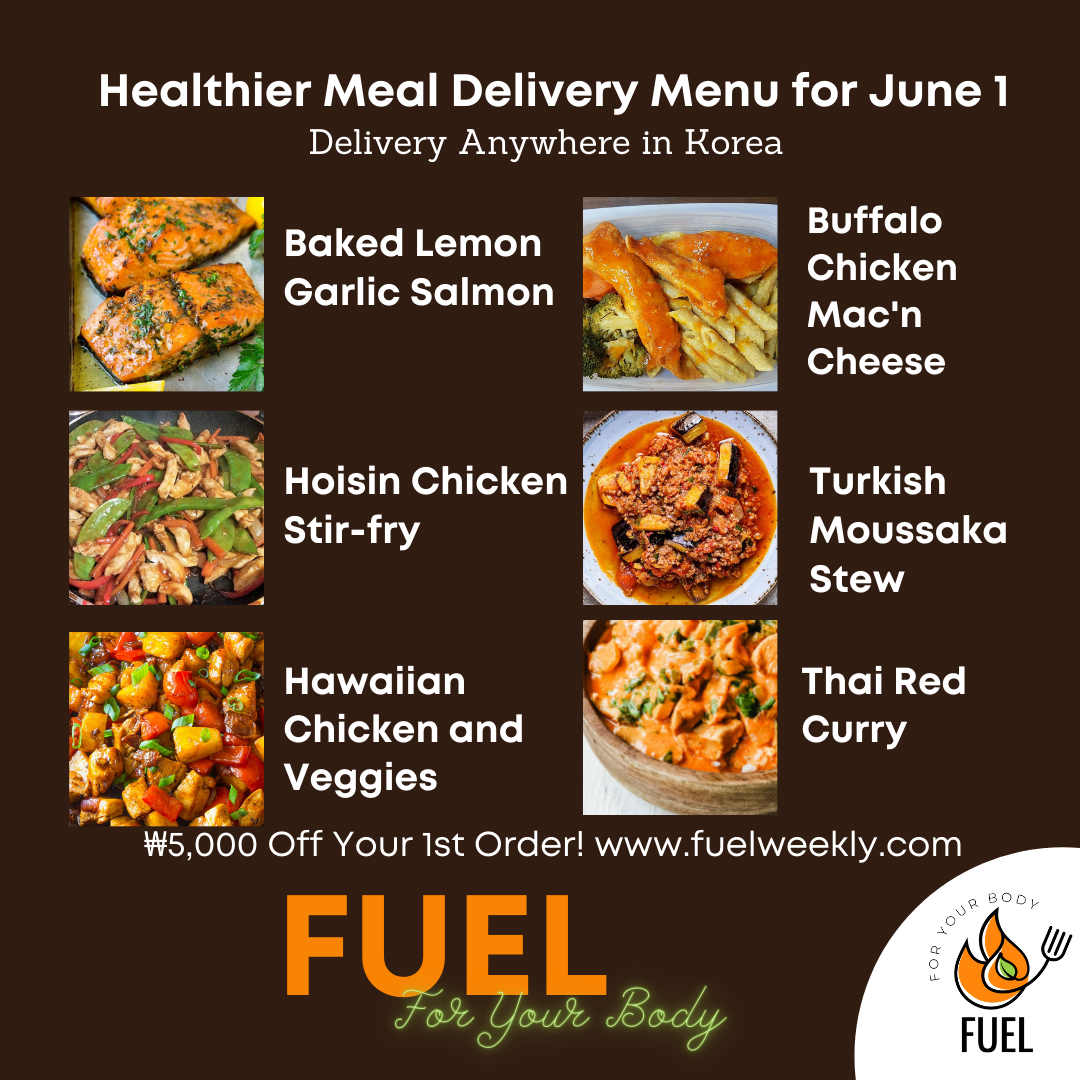 Healthier Meal Delivery Menu for June 1
Delivery Anywhere in Korea
Baked Lemon
Garlic Salmon
Buffalo
Chicken
Mac'n
Cheese
Hoisin Chicken
Stir-fry
Turkish
Moussaka
Stew
Hawaiian
Chicken and
Veggies
Thai Red
Curry
₩5,000 Off Your 1st Order! www.fuelweekly.com
FUEL
For Your Body
FOR YOUR BODY
FUEL